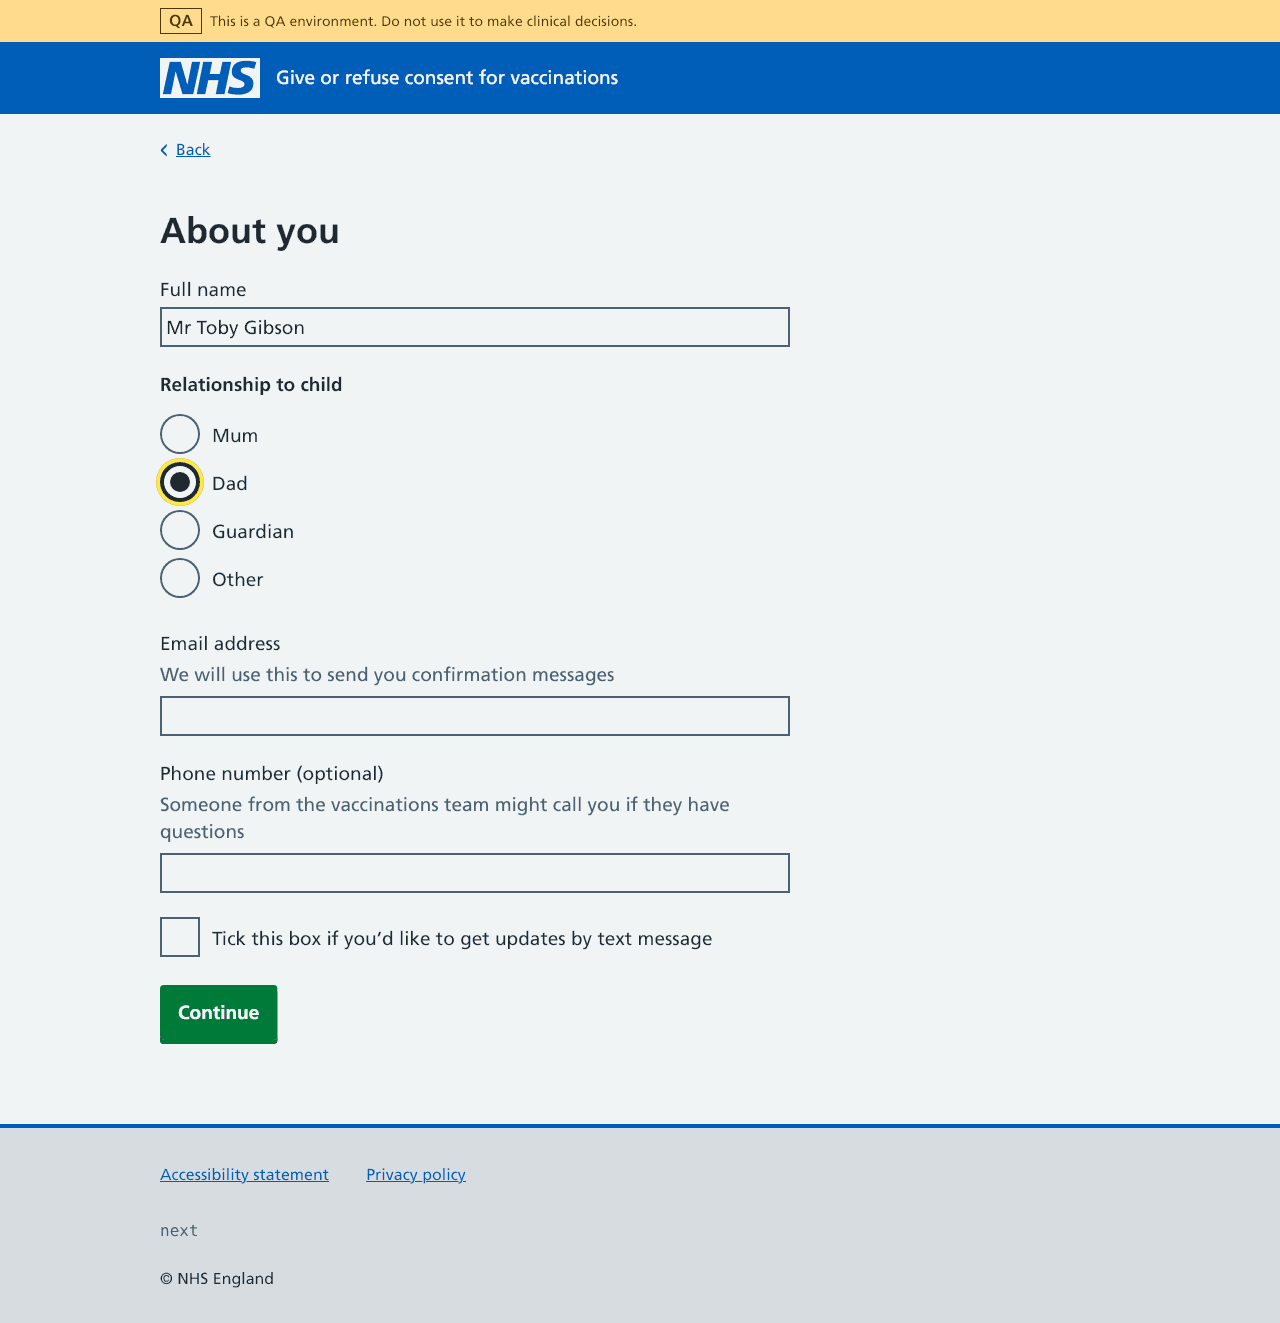 QA This is a QA environment. Do not use it to make clinical decisions.
NHS Give or refuse consent for vaccinations
Back
About you
Full name
Mr Toby Gibson
Relationship to child
Mum
Dad
Guardian
Other
Email address
We will use this to send you confirmation messages
Phone number (optional)
Someone from the vaccinations team might call you if they have
questions
Tick this box if you’d like to get updates by text message
Continue
Accessibility statement Privacy policy
next
© NHS England